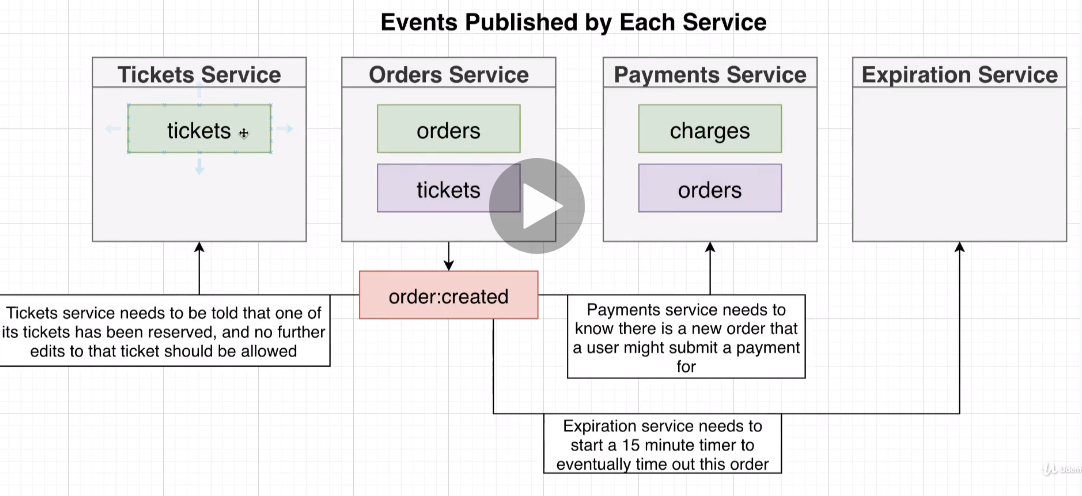 Events Published by Each Service
Tickets Service
Orders Service
Payments Service
Expiration Service
tickets
orders
charges
tickets
orders
order:created
Tickets service needs to be told that one of
its tickets has been reserved, and no further
edits to that ticket should be allowed
Payments service needs to
know there is a new order that
a user might submit a payment
for
Expiration service needs to
start a 15 minute timer to
eventually time out this order